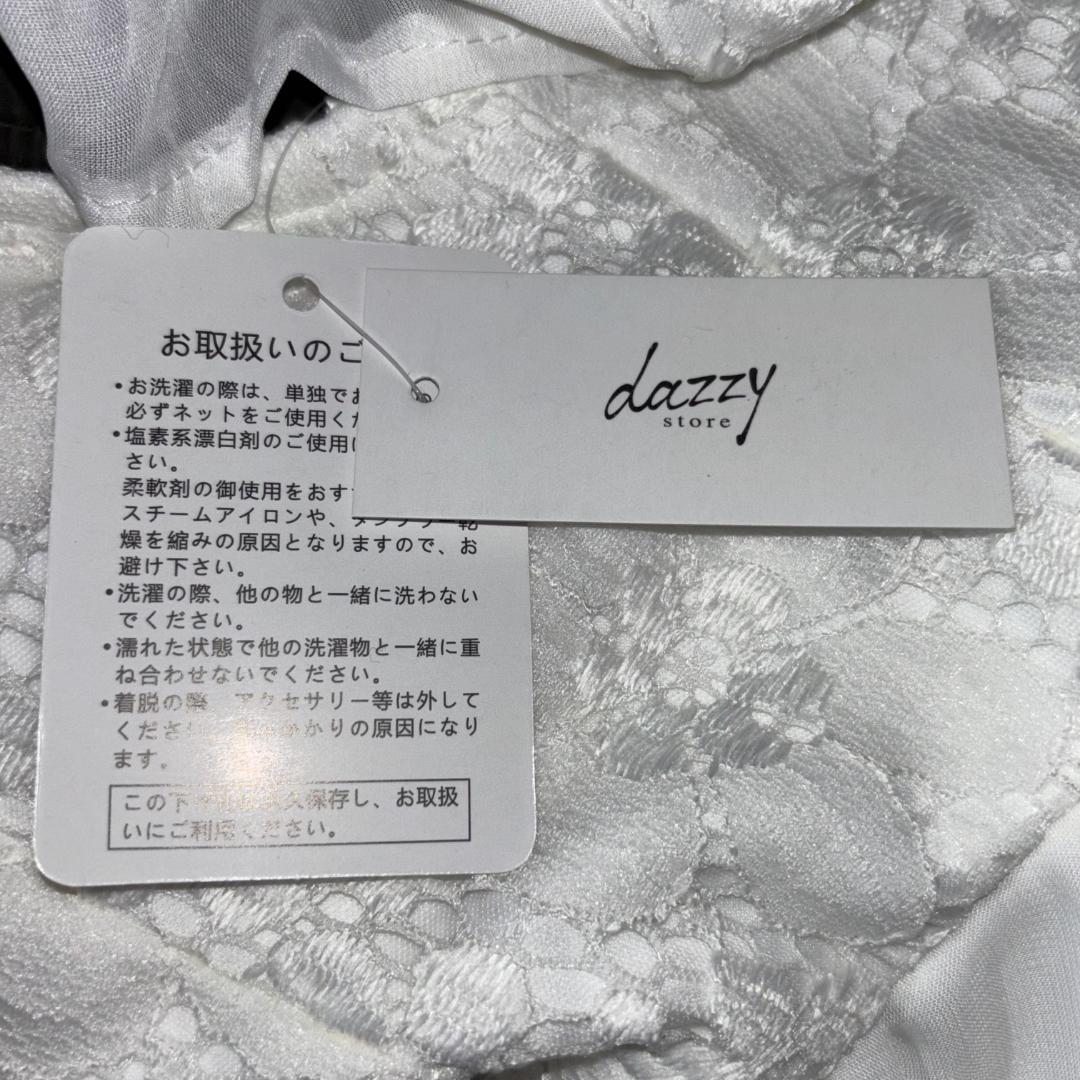 お取扱いのご
•お洗濯の際は、単独でお
必ずネットをご使用くだ
•塩素系漂白剤のご使用は
さい。
柔軟剤の御使用をおす
スチームアイロンや、タンブラー乾
燥を縮みの原因となりますので、お
避け下さい。
•洗濯の際、他の物と一緒に洗わない
でください。
•濡れた状態で他の洗濯物と一緒に重
ね合わせないでください。
•着脱の際、アクセサリー等は外して
ください かかりの原因になり
ます。
この下 保存し、お取扱
いにご利用ください。
dazzy
store